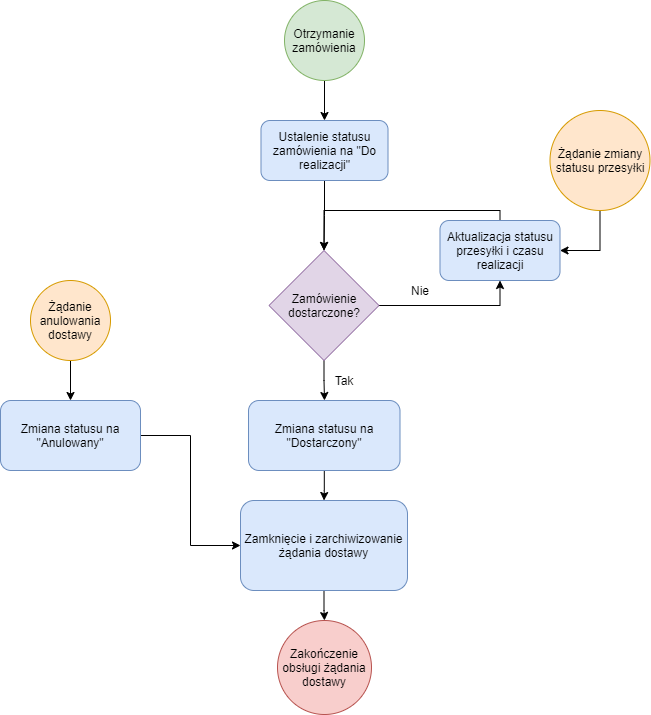 Otrzymanie
zamówienia
Ustalenie statusu
zamówienia na "Do
realizacji"
Żądanie zmiany
statusu przesyłki
Aktualizacja statusu
przesyłki i czasu
realizacji
Nie
Zamówienie
dostarczone?
Żądanie
anulowania
dostawy
Tak
Zmiana statusu na
"Anulowany"
Zmiana statusu na
"Dostarczony"
Zamknięcie i zarchiwizowanie
żądania dostawy
Zakończenie
obsługi żądania
dostawy